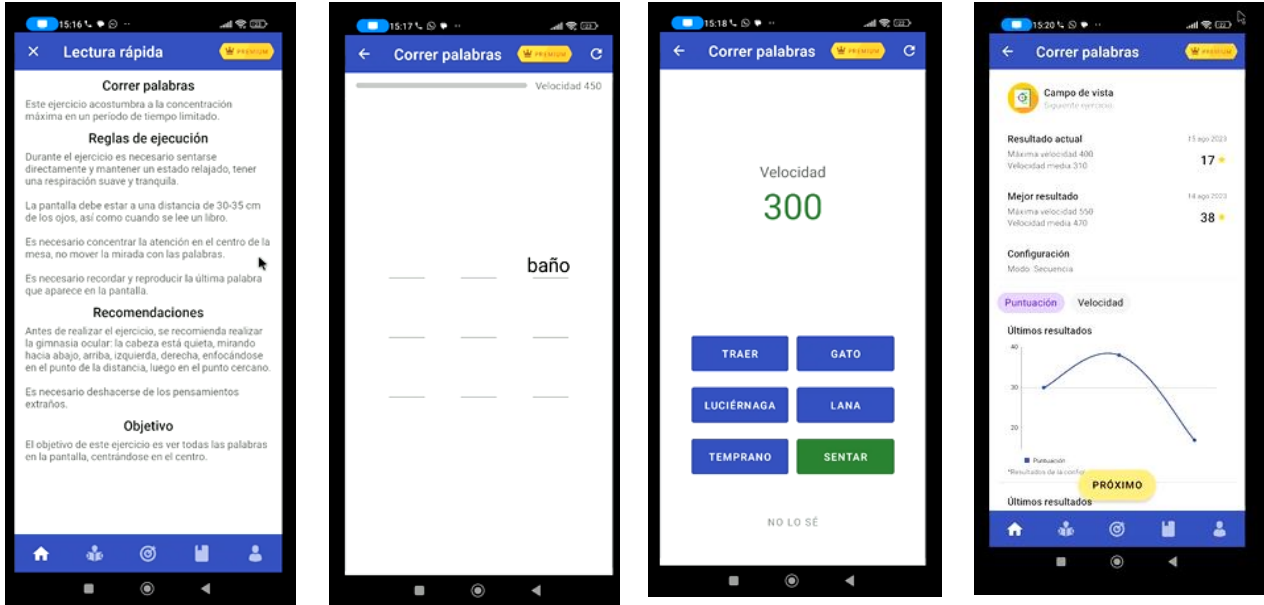 15:16
Lectura rápida
PREMIUM
Correr palabras
Este ejercicio acostumbra a la concentración
máxima en un periodo de tiempo limitado.
Reglas de ejecución
Durante el ejercicio es necesario sentarse
directamente y mantener un estado relajado, tener
una respiración suave y tranquila.
La pantalla debe estar a una distancia de 30-35 cm
de los ojos, así como cuando se lee un libro.
Es necesario concentrar la atención en el centro de la
mesa, no mover la mirada con las palabras.
Es necesario recordar y reproducir la última palabra
que aparece en la pantalla.
Recomendaciones
Antes de realizar el ejercicio, se recomienda realizar
la gimnasia ocular: la cabeza está quieta, mirando
hacia abajo, arriba, izquierda, derecha, enfocándose
en el punto de la distancia, luego en el punto cercano.
Es necesario deshacerse de los pensamientos
extraños.
Objetivo
El objetivo de este ejercicio es ver todas las palabras
en la pantalla, centrándose en el centro.
15:17
Correr palabras
PREMIUM
Velocidad 450
baño
15:18
Correr palabras
PREMIUM
Velocidad
300
TRAER
GATO
LUCIÉRNAGA
LANA
TEMPRANO
SENTAR
NO LO SÉ
15:20
Correr palabras
PREMIUM
Campo de vista
Siguiente ejercicio
Resultado actual
15 ago 2023
Máxima velocidad 400
17
Velocidad media 310
Mejor resultado
14 ago 2023
Máxima velocidad 550
38
Velocidad media 470
Configuración
Modo: Secuencia
Puntuación
Velocidad
Últimos resultados
40
30
20
Puntuación
*Resultados de la
PRÓXIMO
Últimos resultados